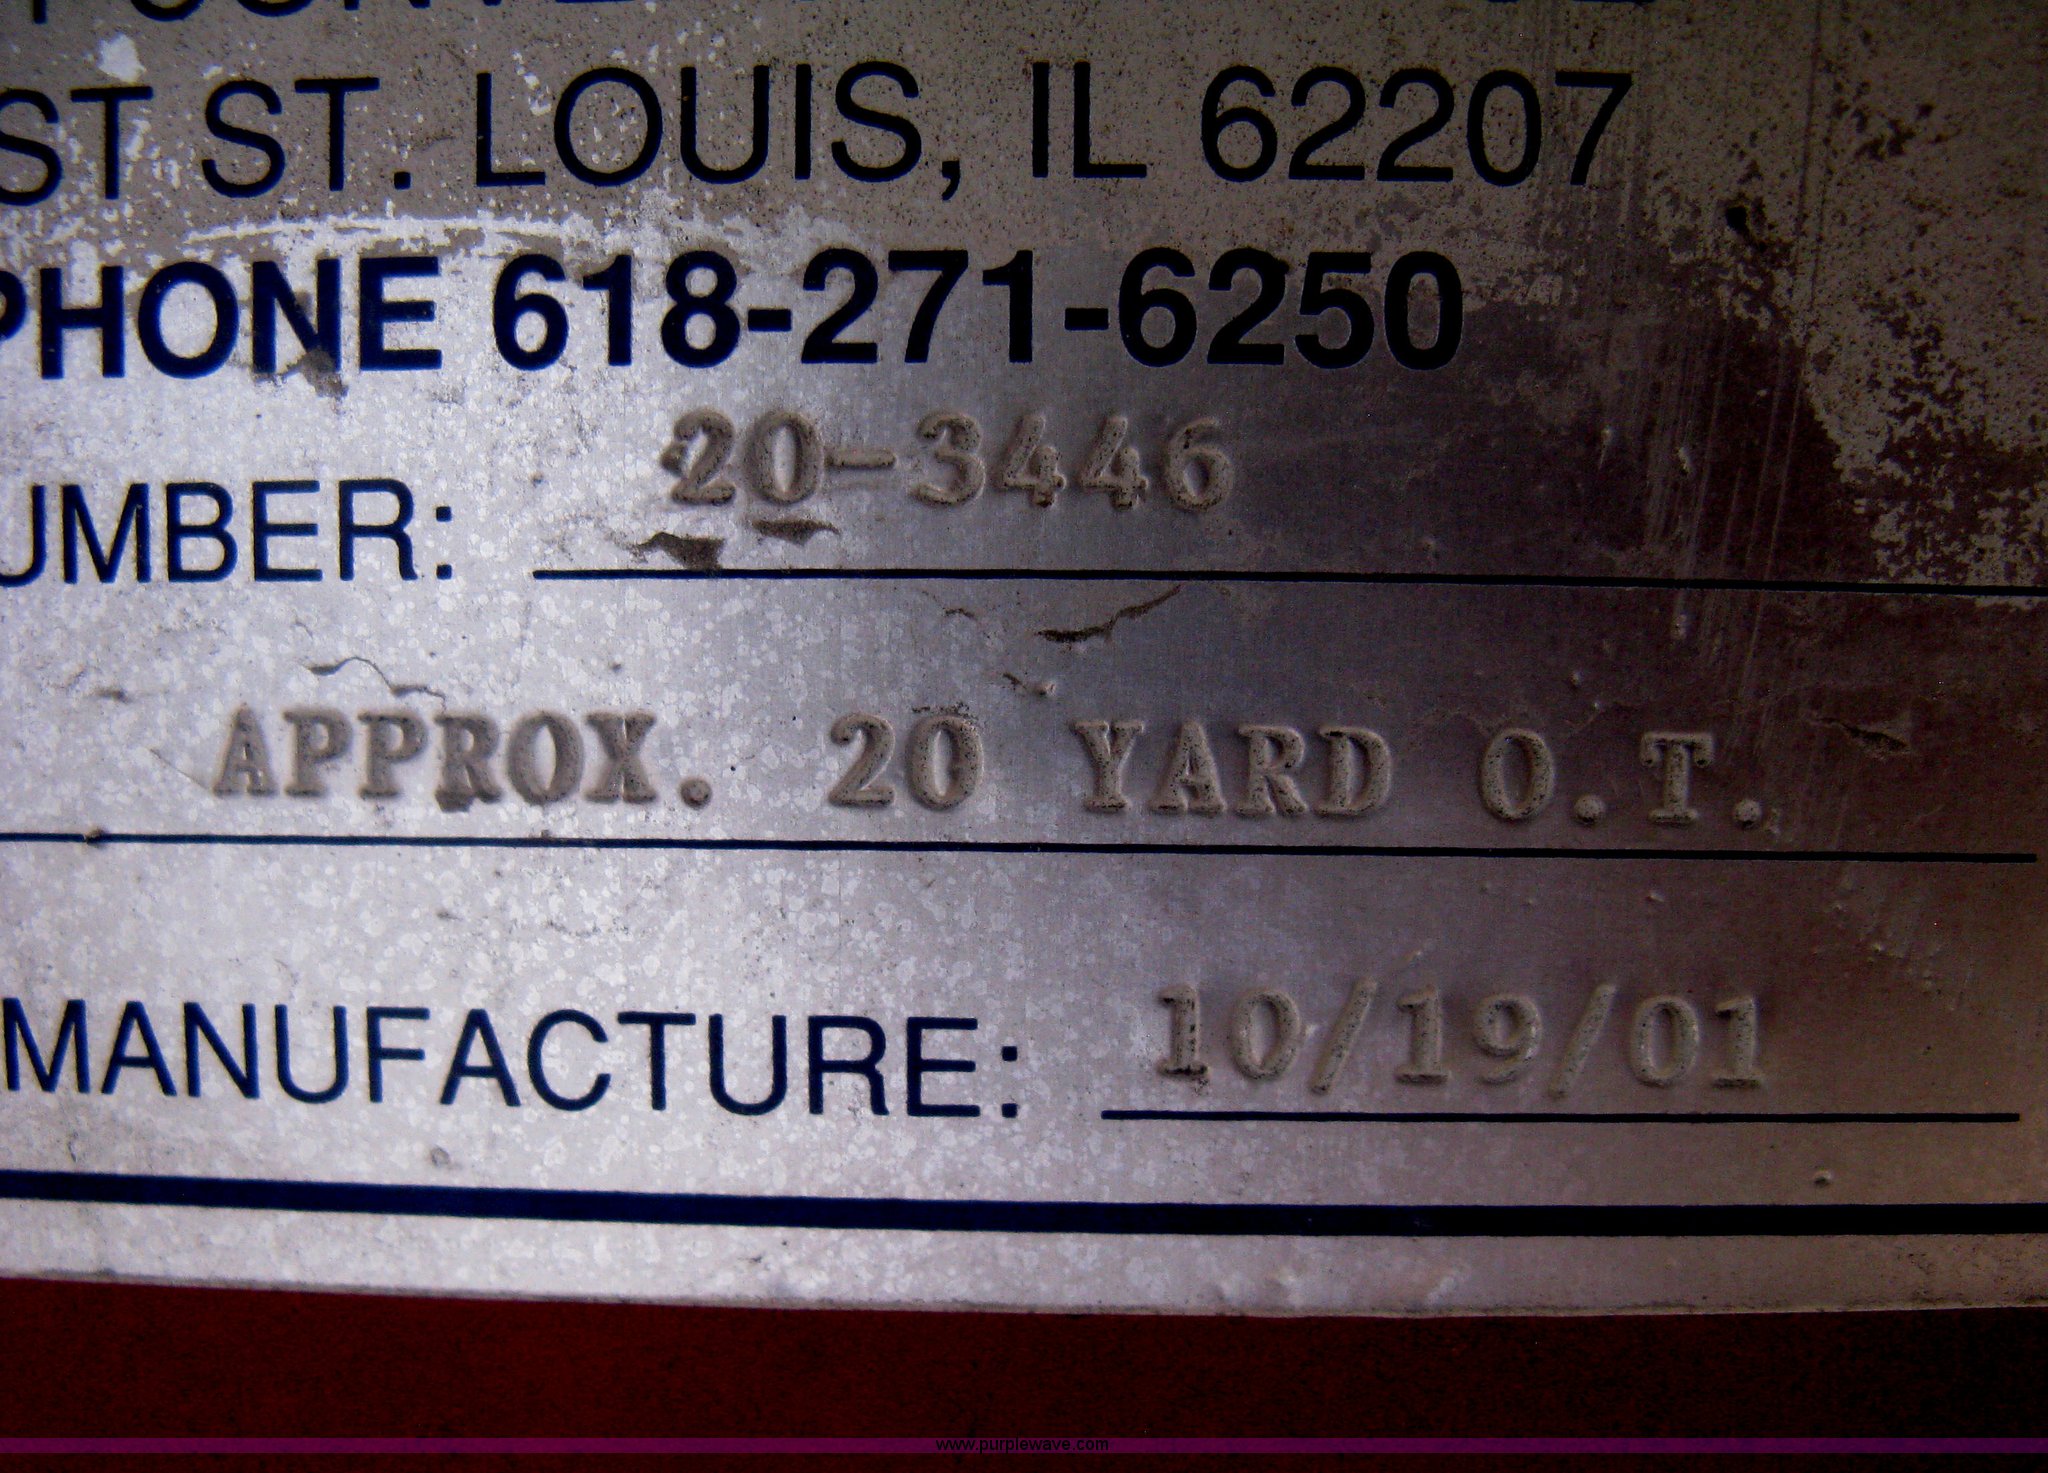 ST ST. LOUIS, IL 62207
PHONE 618-271-6250
UMBER: 20-3446
APPROX. 20 YARD O.T.
MANUFACTURE: 10/19/01
www.purplewave.com